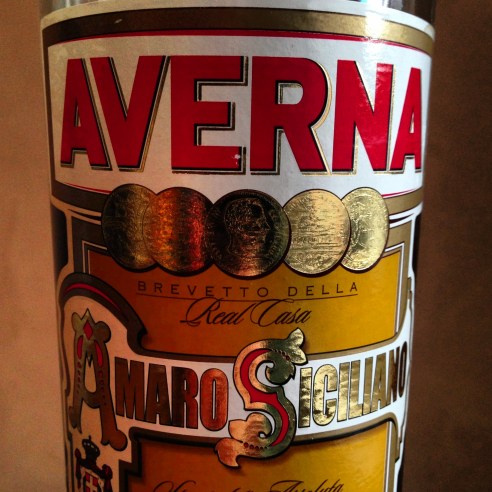 AVERNA
BREVETTO DELLA
Real Casa
AMARO SICILIANO